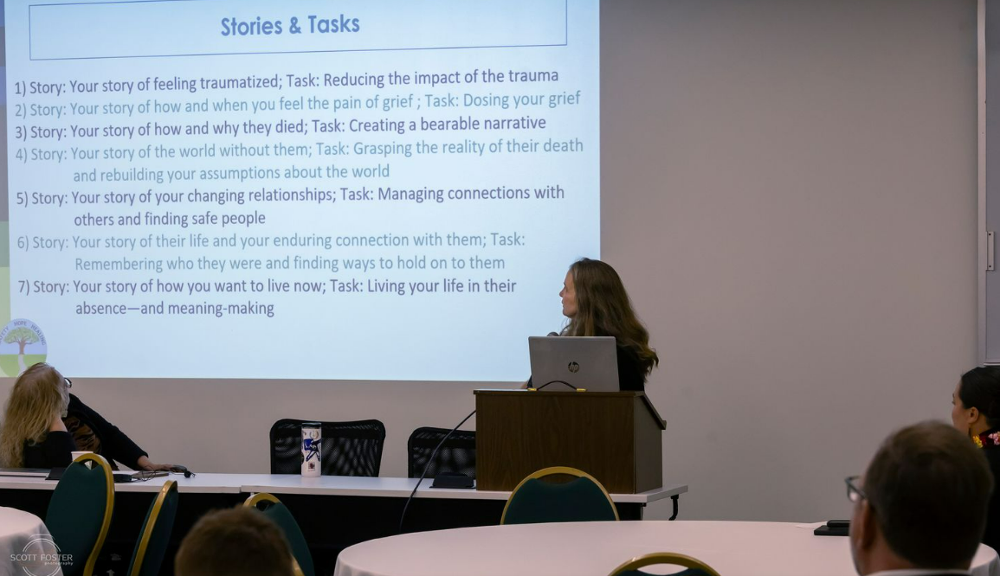 Stories & Tasks
1) Story: Your story of feeling traumatized; Task: Reducing the impact of the trauma
2) Story: Your story of how and when you feel the pain of grief ; Task: Dosing your grief
3) Story: Your story of how and why they died; Task: Creating a bearable narrative
4) Story: Your story of the world without them; Task: Grasping the reality of their death
and rebuilding your assumptions about the world
5) Story: Your story of your changing relationships; Task: Managing connections with
others and finding safe people
6) Story: Your story of their life and your enduring connection with them; Task:
Remembering who they were and finding ways to hold on to them
7) Story: Your story of how you want to live now; Task: Living your life in their
absence—and meaning-making
HOPE HEALING
hp
SCOTT FOSTER
photography